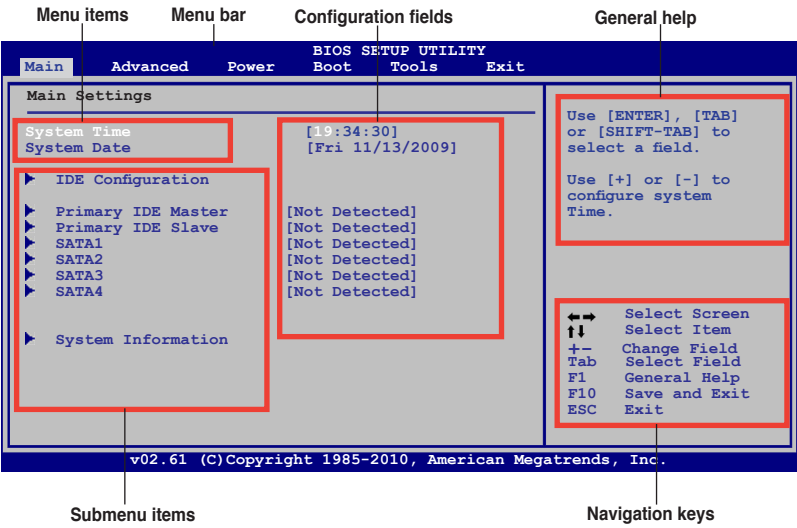 Menu items Menu bar Configuration fields General help
BIOS SETUP UTILITY
Main Advanced Power Boot Tools Exit
Main Settings
System Time [19:34:30]
System Date [Fri 11/13/2009]
IDE Configuration
Primary IDE Master [Not Detected]
Primary IDE Slave [Not Detected]
SATA1 [Not Detected]
SATA2 [Not Detected]
SATA3 [Not Detected]
SATA4 [Not Detected]
System Information
Use [ENTER], [TAB]
or [SHIFT-TAB] to
select a field.
Use [+] or [-] to
configure system
Time.
←→ Select Screen
↑↓ Select Item
+- Change Field
Tab Select Field
F1 General Help
F10 Save and Exit
ESC Exit
v02.61 (C)Copyright 1985-2010, American Megatrends, Inc.
Submenu items Navigation keys